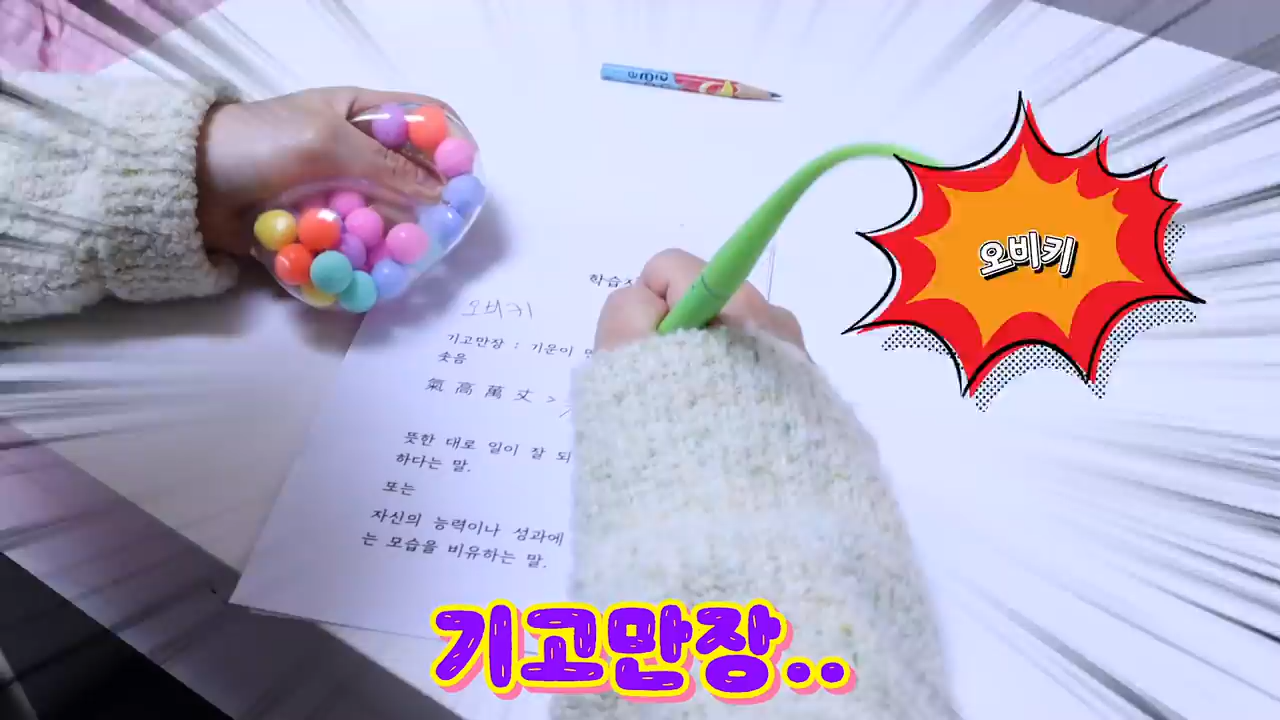 오비키
학습지
오비키
기고만장 : 기운이
솟음
氣 高 萬 丈 >
뜻한 대로 일이 잘 되
하다는 말.
또는
자신의 능력이나 성과에
는 모습을 비유하는 말.
기고만장..